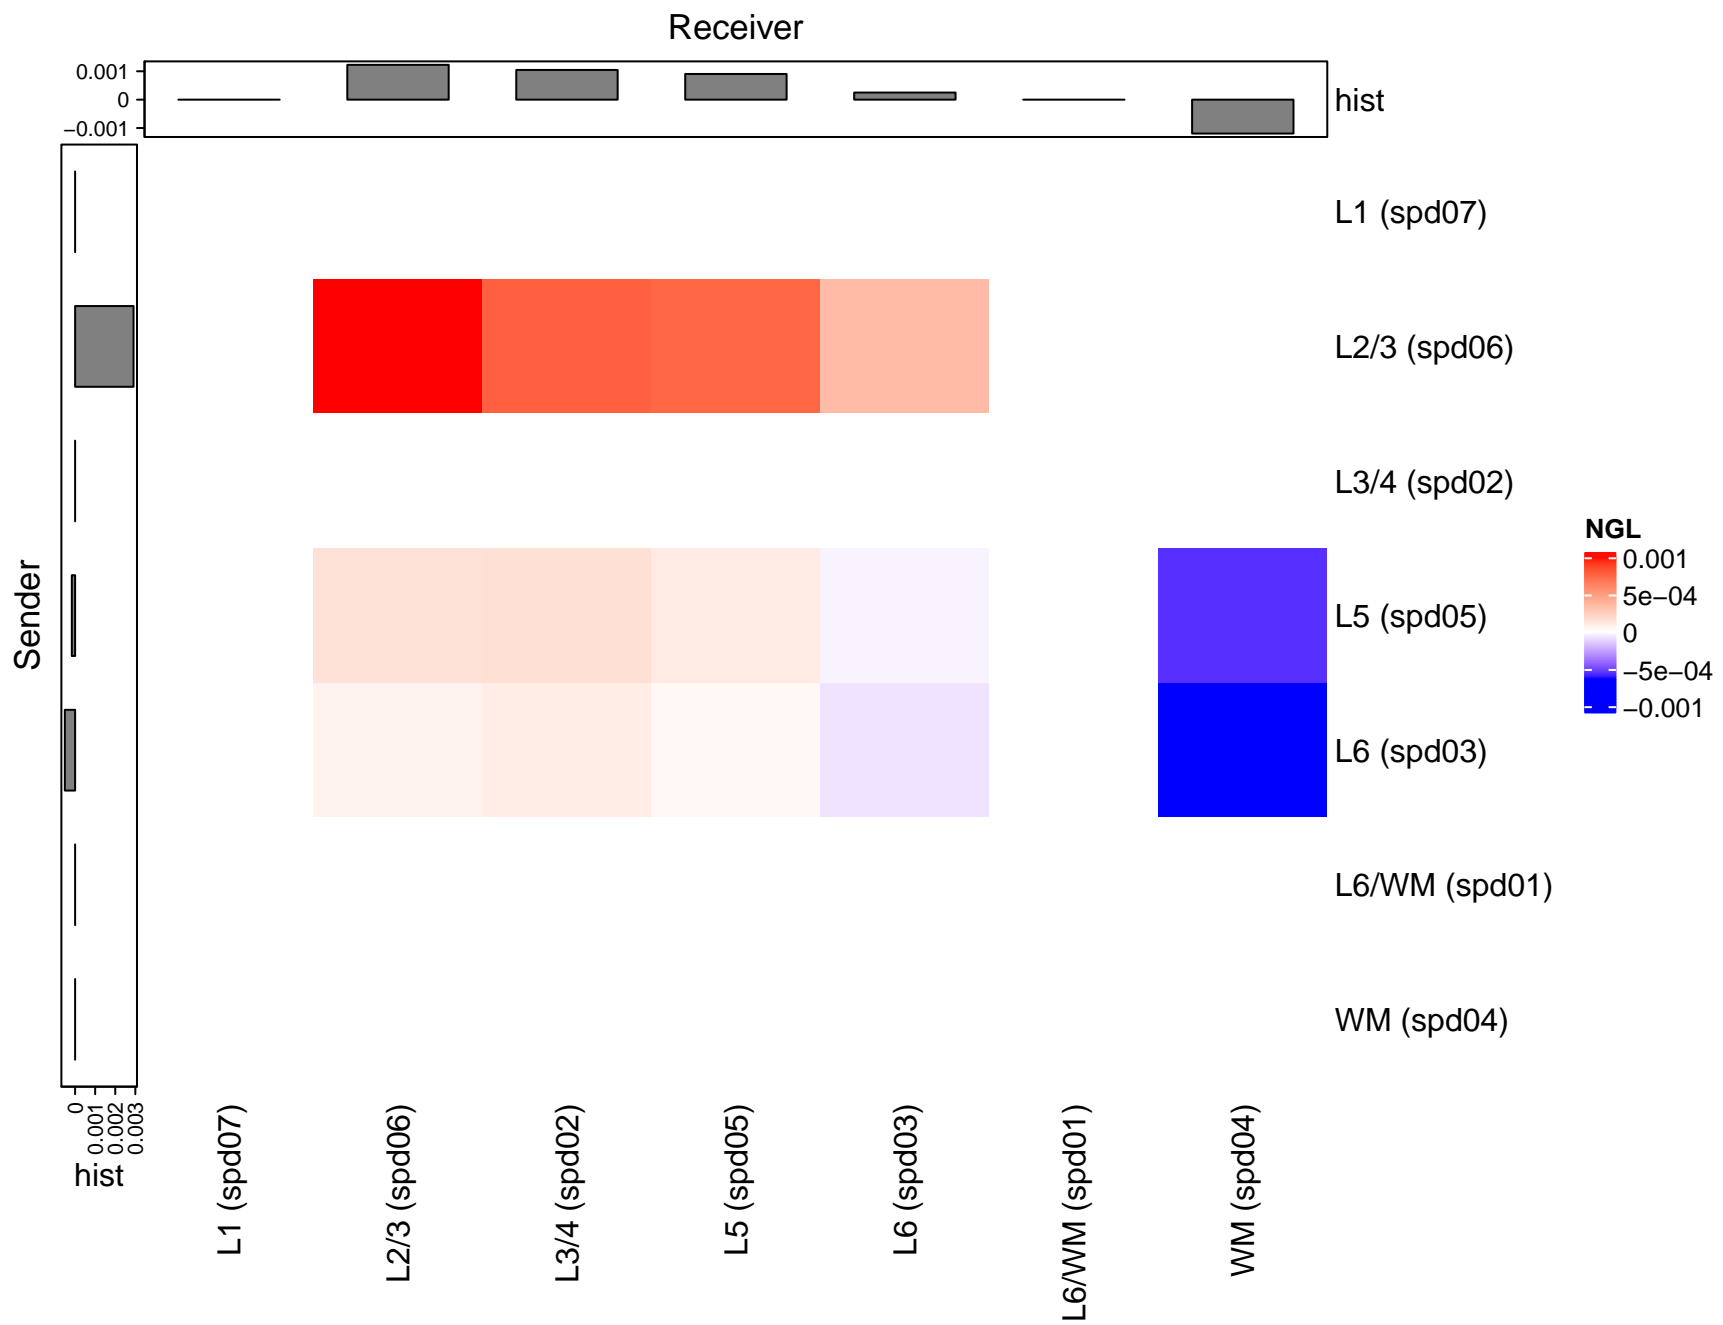 Receiver
0.001
0
−0.001
hist
L1 (spd07)
L2/3 (spd06)
L3/4 (spd02)
L5 (spd05)
L6 (spd03)
L6/WM (spd01)
WM (spd04)
Sender
NGL
0.001
5e−04
0
−5e−04
−0.001
0
0.001
0.002
0.003
hist
L1 (spd07)
L2/3 (spd06)
L3/4 (spd02)
L5 (spd05)
L6 (spd03)
L6/WM (spd01)
WM (spd04)